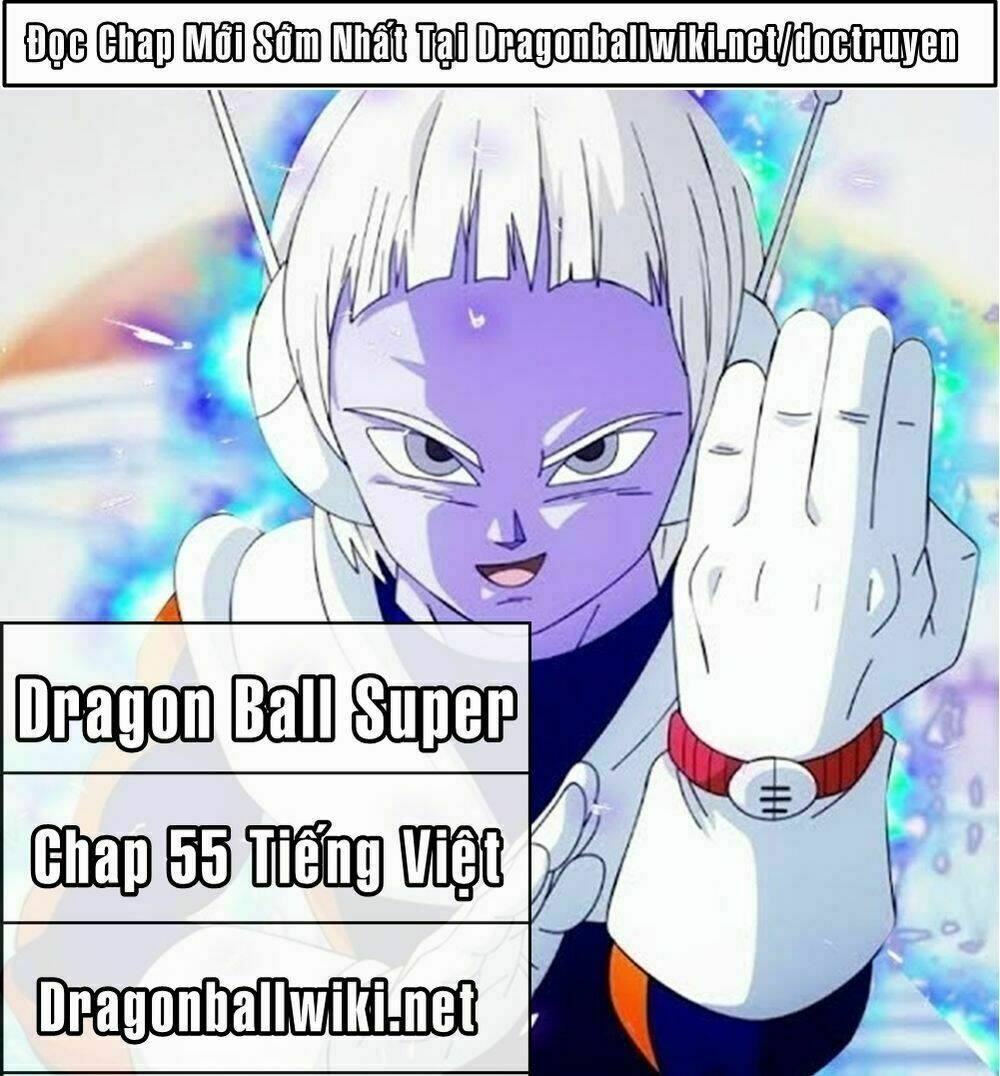 Đọc Chap Mới Sớm Nhất Tại Dragonballwiki.net/doctruyen
Dragon Ball Super
Chap 55 Tiếng Việt
Dragonballwiki.net